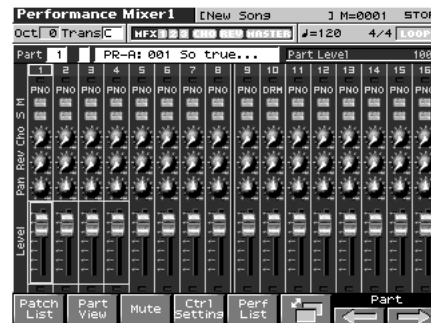 Performance Mixer1 [New Song ] M=0001 STOP
Oct 0 Trans C MFX 1 2 3 CHO REV MASTER ♩=120 4/4 LOOP
Part 1 PR-A: 001 So true... Part Level 100
1 2 3 4 5 6 7 8 9 10 11 12 13 14 15 16
PNO PNO PNO PNO PNO PNO PNO PNO PNO DRM PNO PNO PNO PNO PNO PNO
M
S
Cho
Rev
Pan
Level
Patch List Part View Mute Ctrl Setting Perf List Part